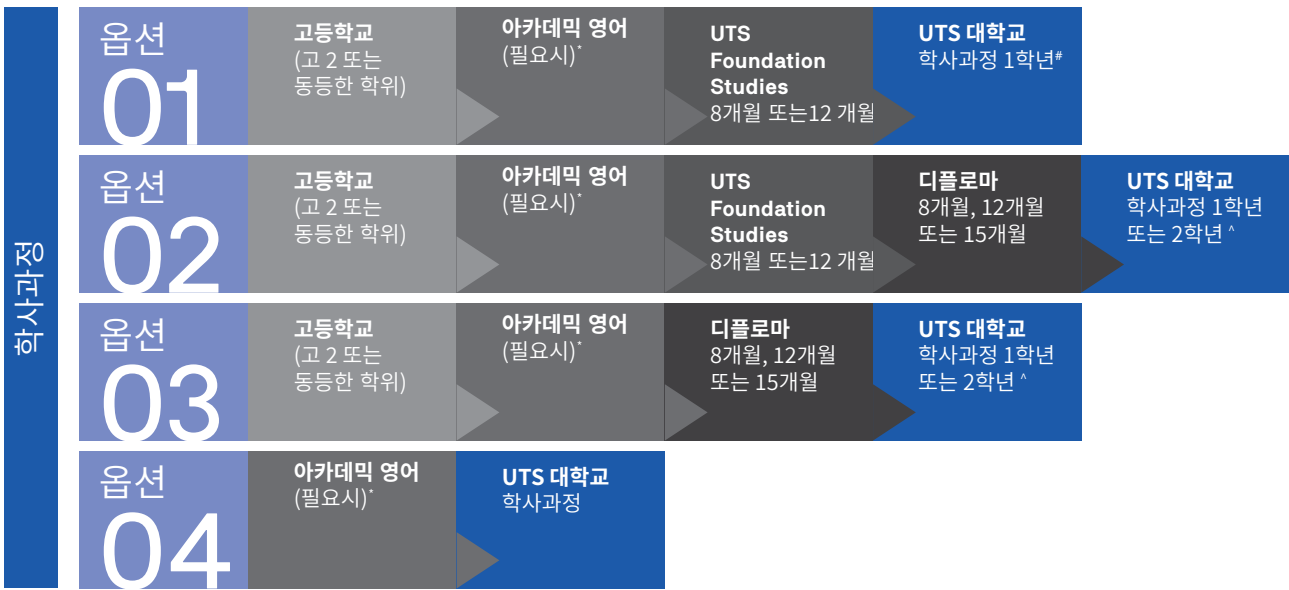 학사과정
옵션
01
고등학교
(고 2 또는
동등한 학위)
아카데믹 영어
(필요시)*
UTS
Foundation
Studies
8개월 또는12 개월
UTS 대학교
학사과정 1학년#
옵션
02
고등학교
(고 2 또는
동등한 학위)
아카데믹 영어
(필요시)*
UTS
Foundation
Studies
8개월 또는12 개월
디플로마
8개월, 12개월
또는 15개월
UTS 대학교
학사과정 1학년
또는 2학년 ^
옵션
03
고등학교
(고 2 또는
동등한 학위)
아카데믹 영어
(필요시)*
디플로마
8개월, 12개월
또는 15개월
UTS 대학교
학사과정 1학년
또는 2학년 ^
옵션
04
아카데믹 영어
(필요시)*
UTS 대학교
학사과정